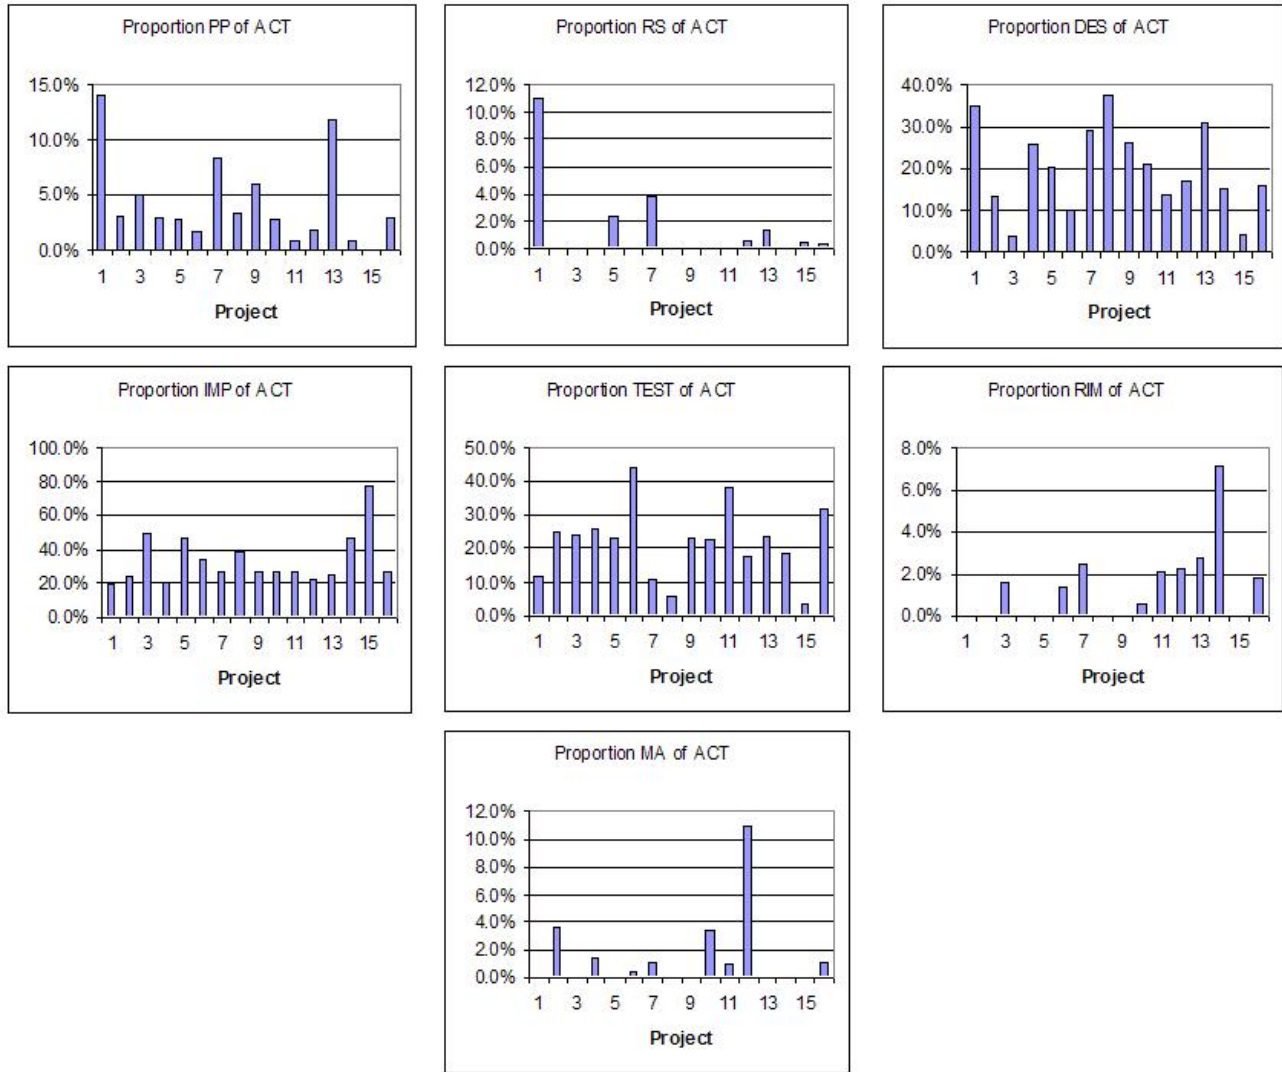 Proportion PP of ACT
15.0%
10.0%
5.0%
0.0%
1 3 5 7 9 11 13 15
Project
Proportion RS of ACT
12.0%
10.0%
8.0%
6.0%
4.0%
2.0%
0.0%
1 3 5 7 9 11 13 15
Project
Proportion DES of ACT
40.0%
30.0%
20.0%
10.0%
0.0%
1 3 5 7 9 11 13 15
Project
Proportion IMP of ACT
100.0%
80.0%
60.0%
40.0%
20.0%
0.0%
1 3 5 7 9 11 13 15
Project
Proportion TEST of ACT
50.0%
40.0%
30.0%
20.0%
10.0%
0.0%
1 3 5 7 9 11 13 15
Project
Proportion RIM of ACT
8.0%
6.0%
4.0%
2.0%
0.0%
1 3 5 7 9 11 13 15
Project
Proportion MA of ACT
12.0%
10.0%
8.0%
6.0%
4.0%
2.0%
0.0%
1 3 5 7 9 11 13 15
Project